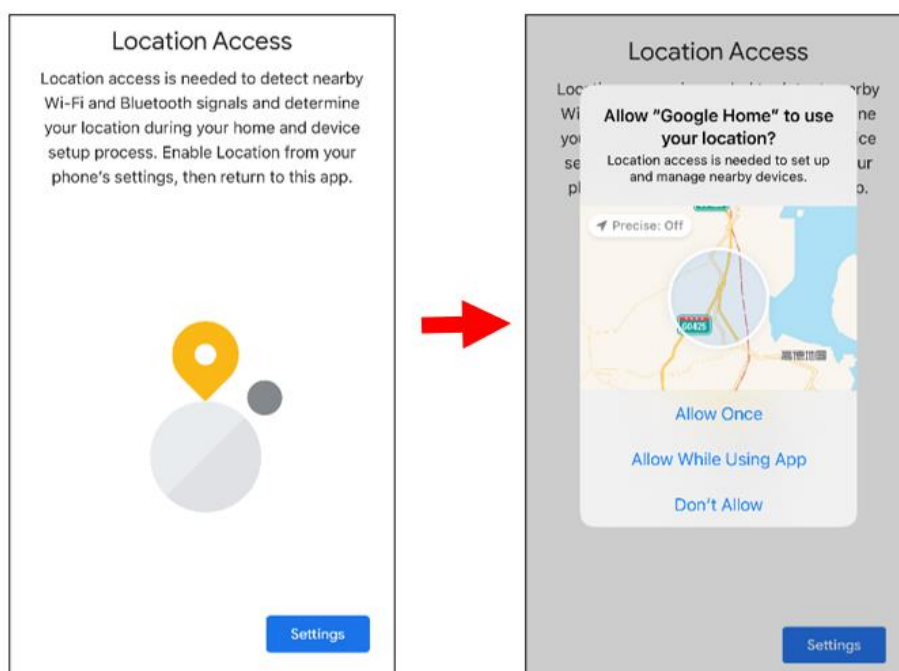 Location Access
Location access is needed to detect nearby
Wi-Fi and Bluetooth signals and determine
your location during your home and device
setup process. Enable Location from your
phone's settings, then return to this app.
Settings
Location Access
Allow "Google Home" to use
your location?
Location access is needed to set up
and manage nearby devices.
Precise: Off
G0425
高德地图
Allow Once
Allow While Using App
Don't Allow
Settings